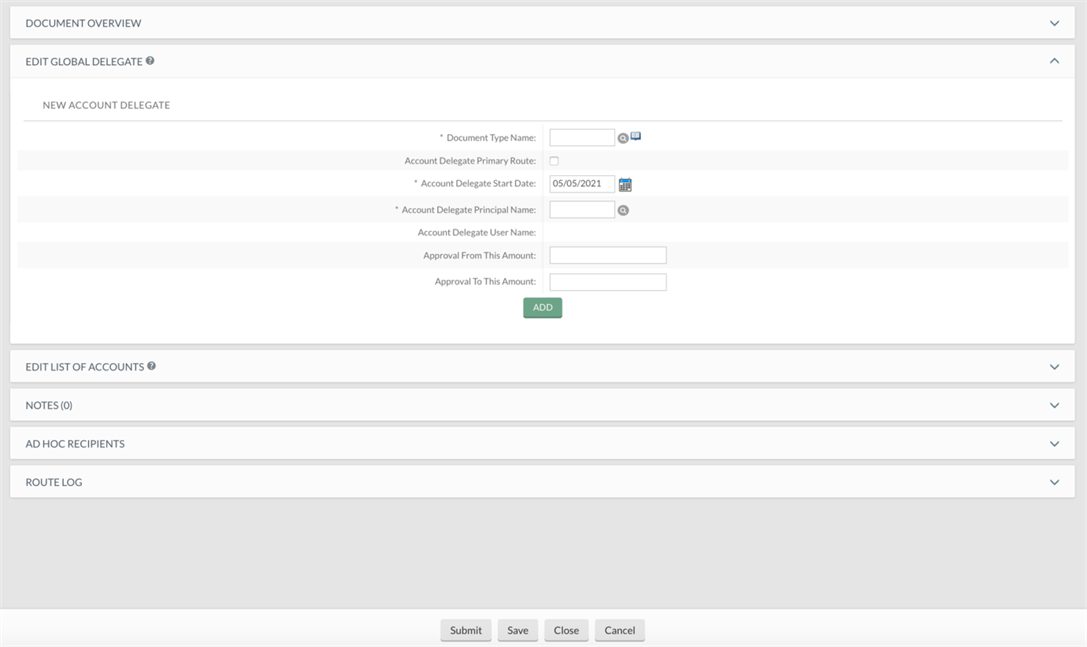 DOCUMENT OVERVIEW
EDIT GLOBAL DELEGATE ?
NEW ACCOUNT DELEGATE
* Document Type Name:
Account Delegate Primary Route:
* Account Delegate Start Date: 05/05/2021
* Account Delegate Principal Name:
Account Delegate User Name:
Approval From This Amount:
Approval To This Amount:
ADD
EDIT LIST OF ACCOUNTS ?
NOTES (0)
AD HOC RECIPIENTS
ROUTE LOG
Submit Save Close Cancel